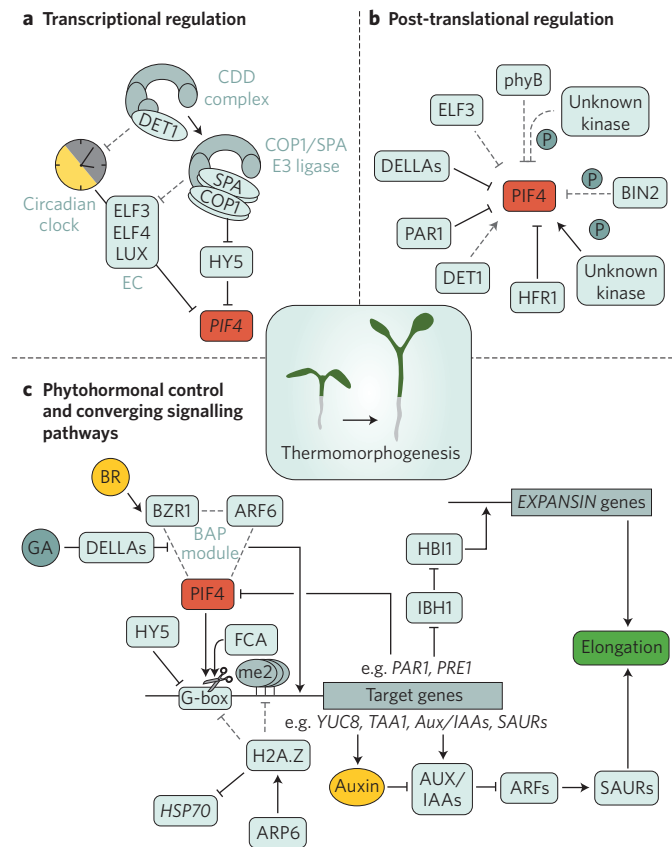 a Transcriptional regulation
CDD
complex
DET1
COP1/SPA
E3 ligase
SPA
COP1
Circadian
clock
ELF3
ELF4
LUX
EC
HY5
PIF4
b Post-translational regulation
phyB
ELF3
Unknown
kinase
P
DELLAs
PIF4
P
BIN2
PAR1
P
DET1
HFR1
Unknown
kinase
Thermomorphogenesis
c Phytohormonal control
and converging signalling
pathways
BR
BZR1
ARF6
BAP
module
GA
DELLAs
PIF4
HY5
FCA
me2
G-box
H2A.Z
HSP70
ARP6
EXPANSIN genes
HBI1
IBH1
e.g. PAR1, PRE1
Elongation
Target genes
e.g. YUC8, TAA1, Aux/IAAs, SAURs
Auxin
AUX/
IAAs
ARFs
SAURs